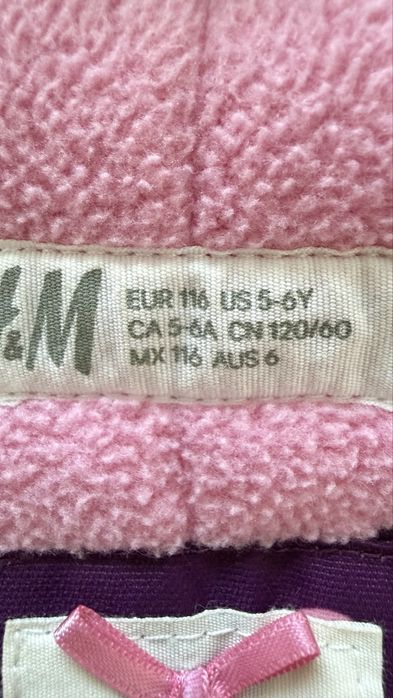 H&M
EUR 116 US 5-6Y
CA 5-6A CN 120/60
MX 116 AUS 6